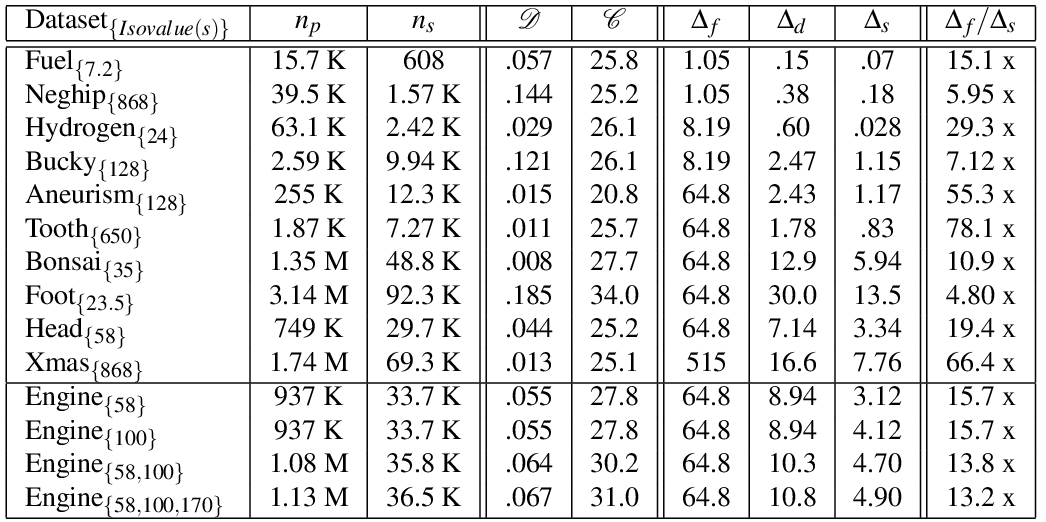 Dataset{Isovalue(s)} n_p n_s 𝒟 𝒞 Δ_f Δ_d Δ_s Δ_f/Δ_s
Fuel{7.2} 15.7 K 608 .057 25.8 1.05 .15 .07 15.1 x
Neghip{868} 39.5 K 1.57 K .144 25.2 1.05 .38 .18 5.95 x
Hydrogen{24} 63.1 K 2.42 K .029 26.1 8.19 .60 .028 29.3 x
Bucky{128} 2.59 K 9.94 K .121 26.1 8.19 2.47 1.15 7.12 x
Aneurism{128} 255 K 12.3 K .015 20.8 64.8 2.43 1.17 55.3 x
Tooth{650} 1.87 K 7.27 K .011 25.7 64.8 1.78 .83 78.1 x
Bonsai{35} 1.35 M 48.8 K .008 27.7 64.8 12.9 5.94 10.9 x
Foot{23.5} 3.14 M 92.3 K .185 34.0 64.8 30.0 13.5 4.80 x
Head{58} 749 K 29.7 K .044 25.2 64.8 7.14 3.34 19.4 x
Xmas{868} 1.74 M 69.3 K .013 25.1 515 16.6 7.76 66.4 x
Engine{58} 937 K 33.7 K .055 27.8 64.8 8.94 3.12 15.7 x
Engine{100} 937 K 33.7 K .055 27.8 64.8 8.94 4.12 15.7 x
Engine{58,100} 1.08 M 35.8 K .064 30.2 64.8 10.3 4.70 13.8 x
Engine{58,100,170} 1.13 M 36.5 K .067 31.0 64.8 10.8 4.90 13.2 x